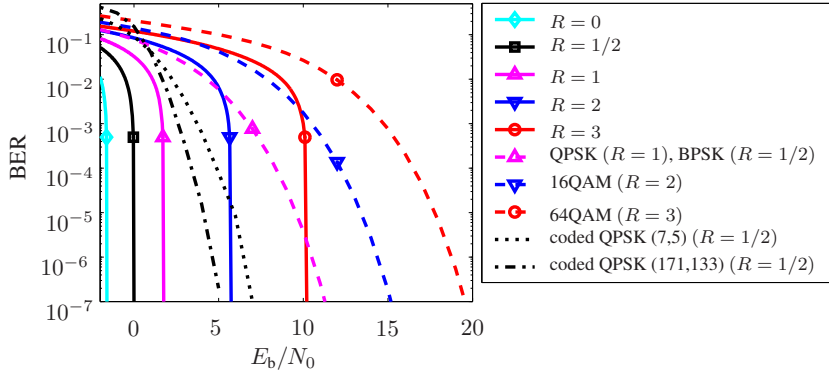 BER
10⁻¹
10⁻²
10⁻³
10⁻⁴
10⁻⁵
10⁻⁶
10⁻⁷
0 5 10 15 20
E_b/N_0
R = 0
R = 1/2
R = 1
R = 2
R = 3
QPSK (R = 1), BPSK (R = 1/2)
16QAM (R = 2)
64QAM (R = 3)
coded QPSK (7,5) (R = 1/2)
coded QPSK (171,133) (R = 1/2)